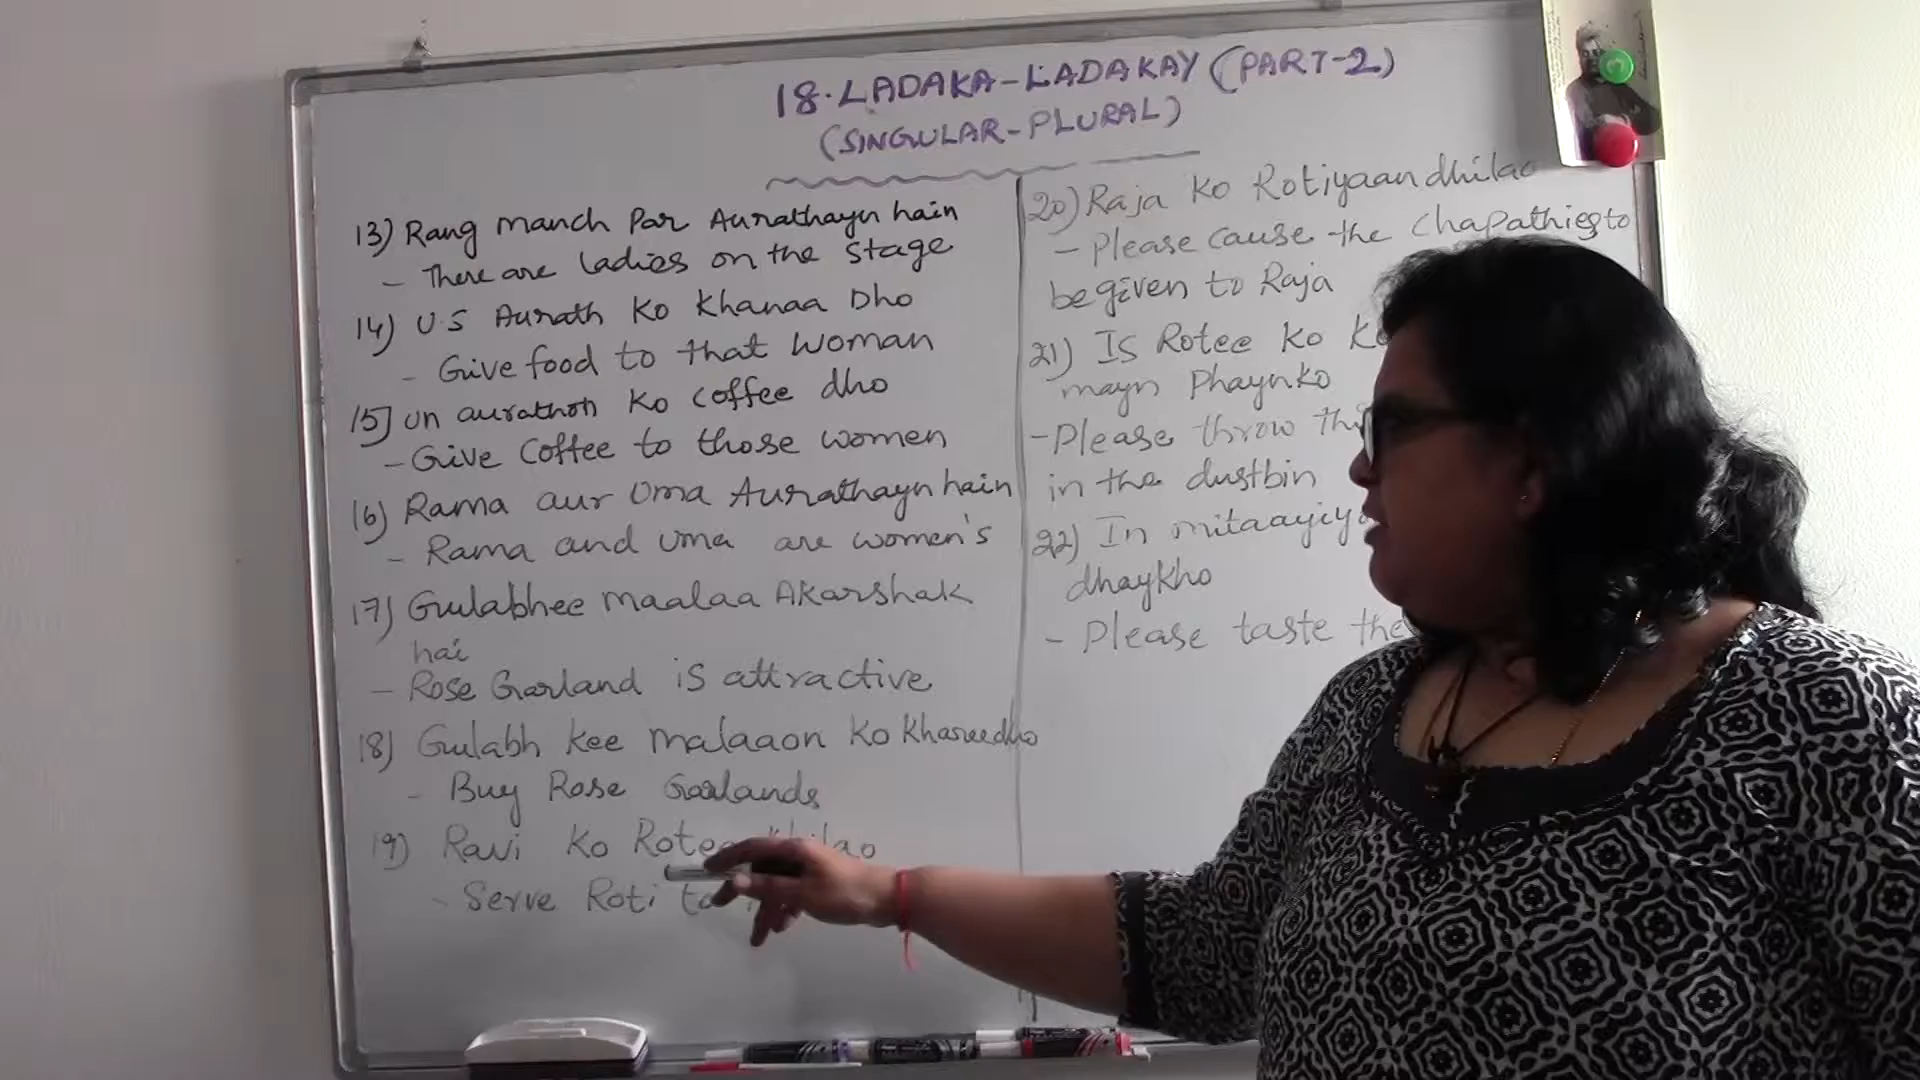 18. LADAKA-LADAKAY (PART-2)
(SINGULAR-PLURAL)
13) Rang manch Par Aurathayn hain
- There are ladies on the stage
14) U.S Aurath Ko Khanaa Dho
- Give food to that woman
15] un aurathon Ko coffee dho
- Give Coffee to those women
16) Rama aur Uma Aurathayn hain
- Rama and Uma are women's
17) Gulabhee maalaa AKarshak
hai
- Rose Garland is attractive
18) Gulabh Kee malaaon Ko Khareedho
- Buy Rose Garlands
19) Ravi Ko
- Serve Roti to
20) Raja Ko Rotiyaan dhilao
- Please cause the Chapathies to
be given to Raja
21) Is Rotee Ko
mayn Phaynko
- Please throw
in the dustbin
22) In
dhaykho
- Please taste the